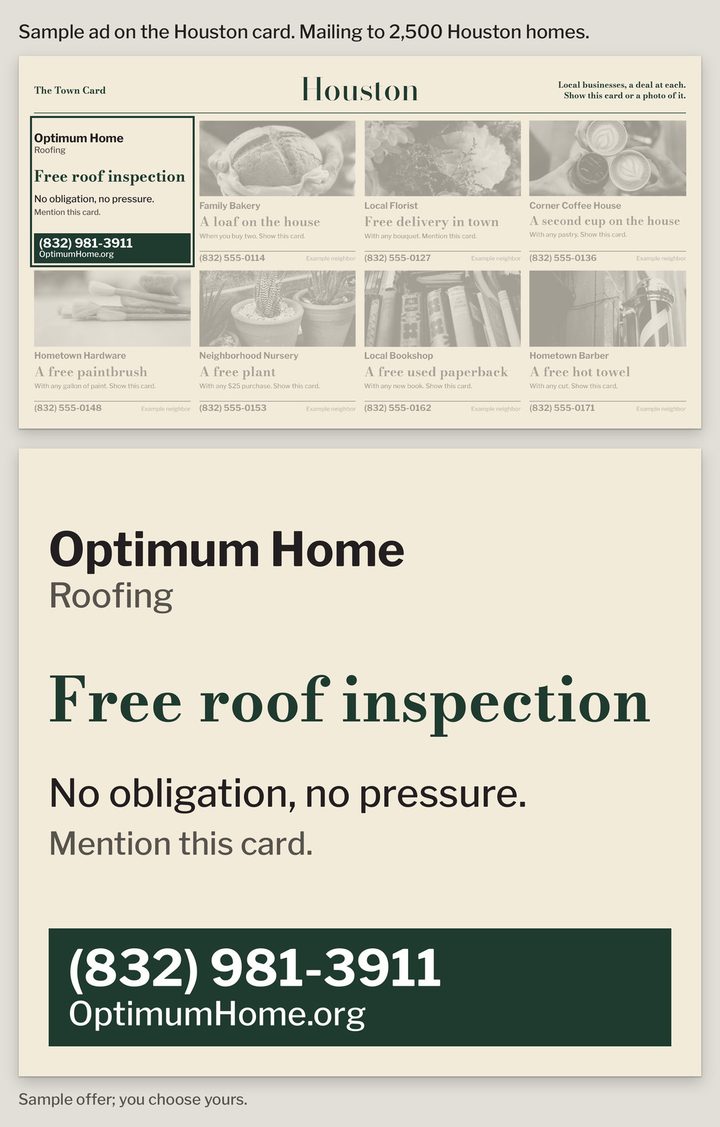 Sample ad on the Houston card. Mailing to 2,500 Houston homes.
The Town Card
Houston
Local businesses, a deal at each.
Show this card or a photo of it.
Optimum Home
Roofing
Free roof inspection
No obligation, no pressure.
Mention this card.
(832) 981-3911
OptimumHome.org
Family Bakery
A loaf on the house
When you buy two. Show this card.
(832) 555-0114
Example neighbor
Local Florist
Free delivery in town
With any bouquet. Mention this card.
(832) 555-0127
Example neighbor
Corner Coffee House
A second cup on the house
With any pastry. Show this card.
(832) 555-0136
Example neighbor
Hometown Hardware
A free paintbrush
With any gallon of paint. Show this card.
(832) 555-0148
Example neighbor
Neighborhood Nursery
A free plant
With any $25 purchase. Show this card.
(832) 555-0153
Example neighbor
Local Bookshop
A free used paperback
With any new book. Show this card.
(832) 555-0162
Example neighbor
Hometown Barber
A free hot towel
With any cut. Show this card.
(832) 555-0171
Example neighbor
Optimum Home
Roofing
Free roof inspection
No obligation, no pressure.
Mention this card.
(832) 981-3911
OptimumHome.org
Sample offer; you choose yours.